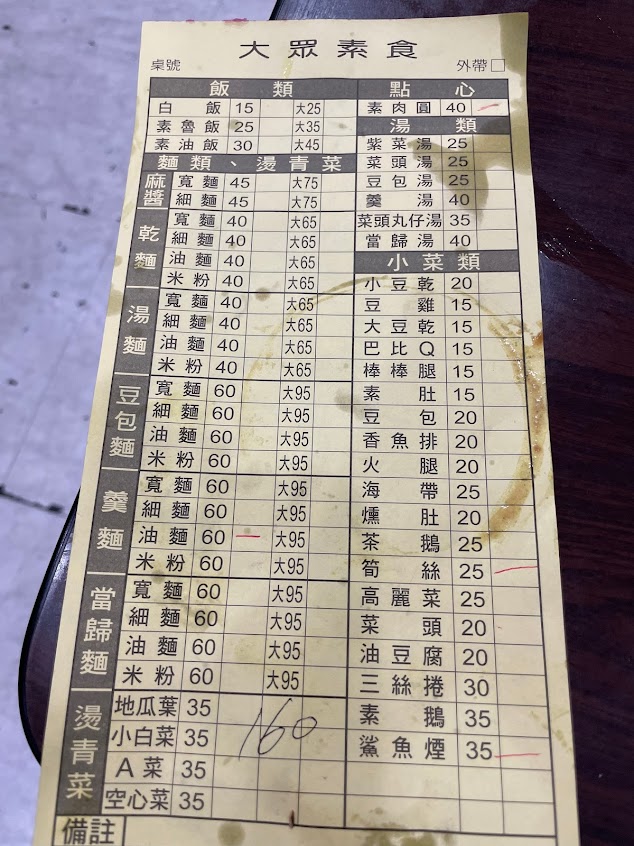 大眾素食
桌號 外帶□
飯類
白飯 15 大25
素魯飯 25 大35
素油飯 30 大45
麵類、燙青菜
麻醬
寬麵 45 大75
細麵 45 大75
乾麵
寬麵 40 大65
細麵 40 大65
油麵 40 大65
米粉 40 大65
湯麵
寬麵 40 大65
細麵 40 大65
油麵 40 大65
米粉 40 大65
豆包麵
寬麵 60 大95
細麵 60 大95
油麵 60 大95
米粉 60 大95
羹麵
寬麵 60 大95
細麵 60 大95
油麵 60 大95
米粉 60 大95
當歸麵
寬麵 60 大95
細麵 60 大95
油麵 60 大95
米粉 60 大95
燙青菜
地瓜葉 35
小白菜 35
A菜 35
空心菜 35
160
備註
點心
素肉圓 40
湯類
紫菜湯 25
菜頭湯 25
豆包湯 25
羹湯 40
菜頭丸仔湯 35
當歸湯 40
小菜類
小豆乾 20
豆雞 15
大豆乾 15
巴比Q 15
棒棒腿 15
素肚 15
豆包 20
香魚排 20
火腿 20
海帶 25
燻肚 20
茶鵝 25
筍絲 25
高麗菜 25
菜頭 20
油豆腐 20
三絲捲 30
素鵝 35
鯊魚煙 35